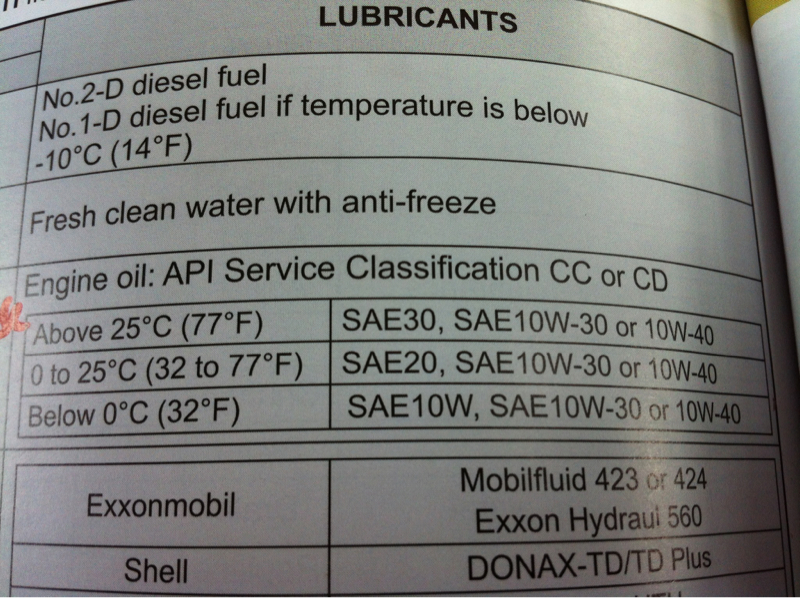 LUBRICANTS
No.2-D diesel fuel
No.1-D diesel fuel if temperature is below
-10°C (14°F)
Fresh clean water with anti-freeze
Engine oil: API Service Classification CC or CD
Above 25°C (77°F) SAE30, SAE10W-30 or 10W-40
0 to 25°C (32 to 77°F) SAE20, SAE10W-30 or 10W-40
Below 0°C (32°F) SAE10W, SAE10W-30 or 10W-40
Mobilfluid 423 or 424
Exxonmobil
Exxon Hydraul 560
Shell DONAX-TD/TD Plus